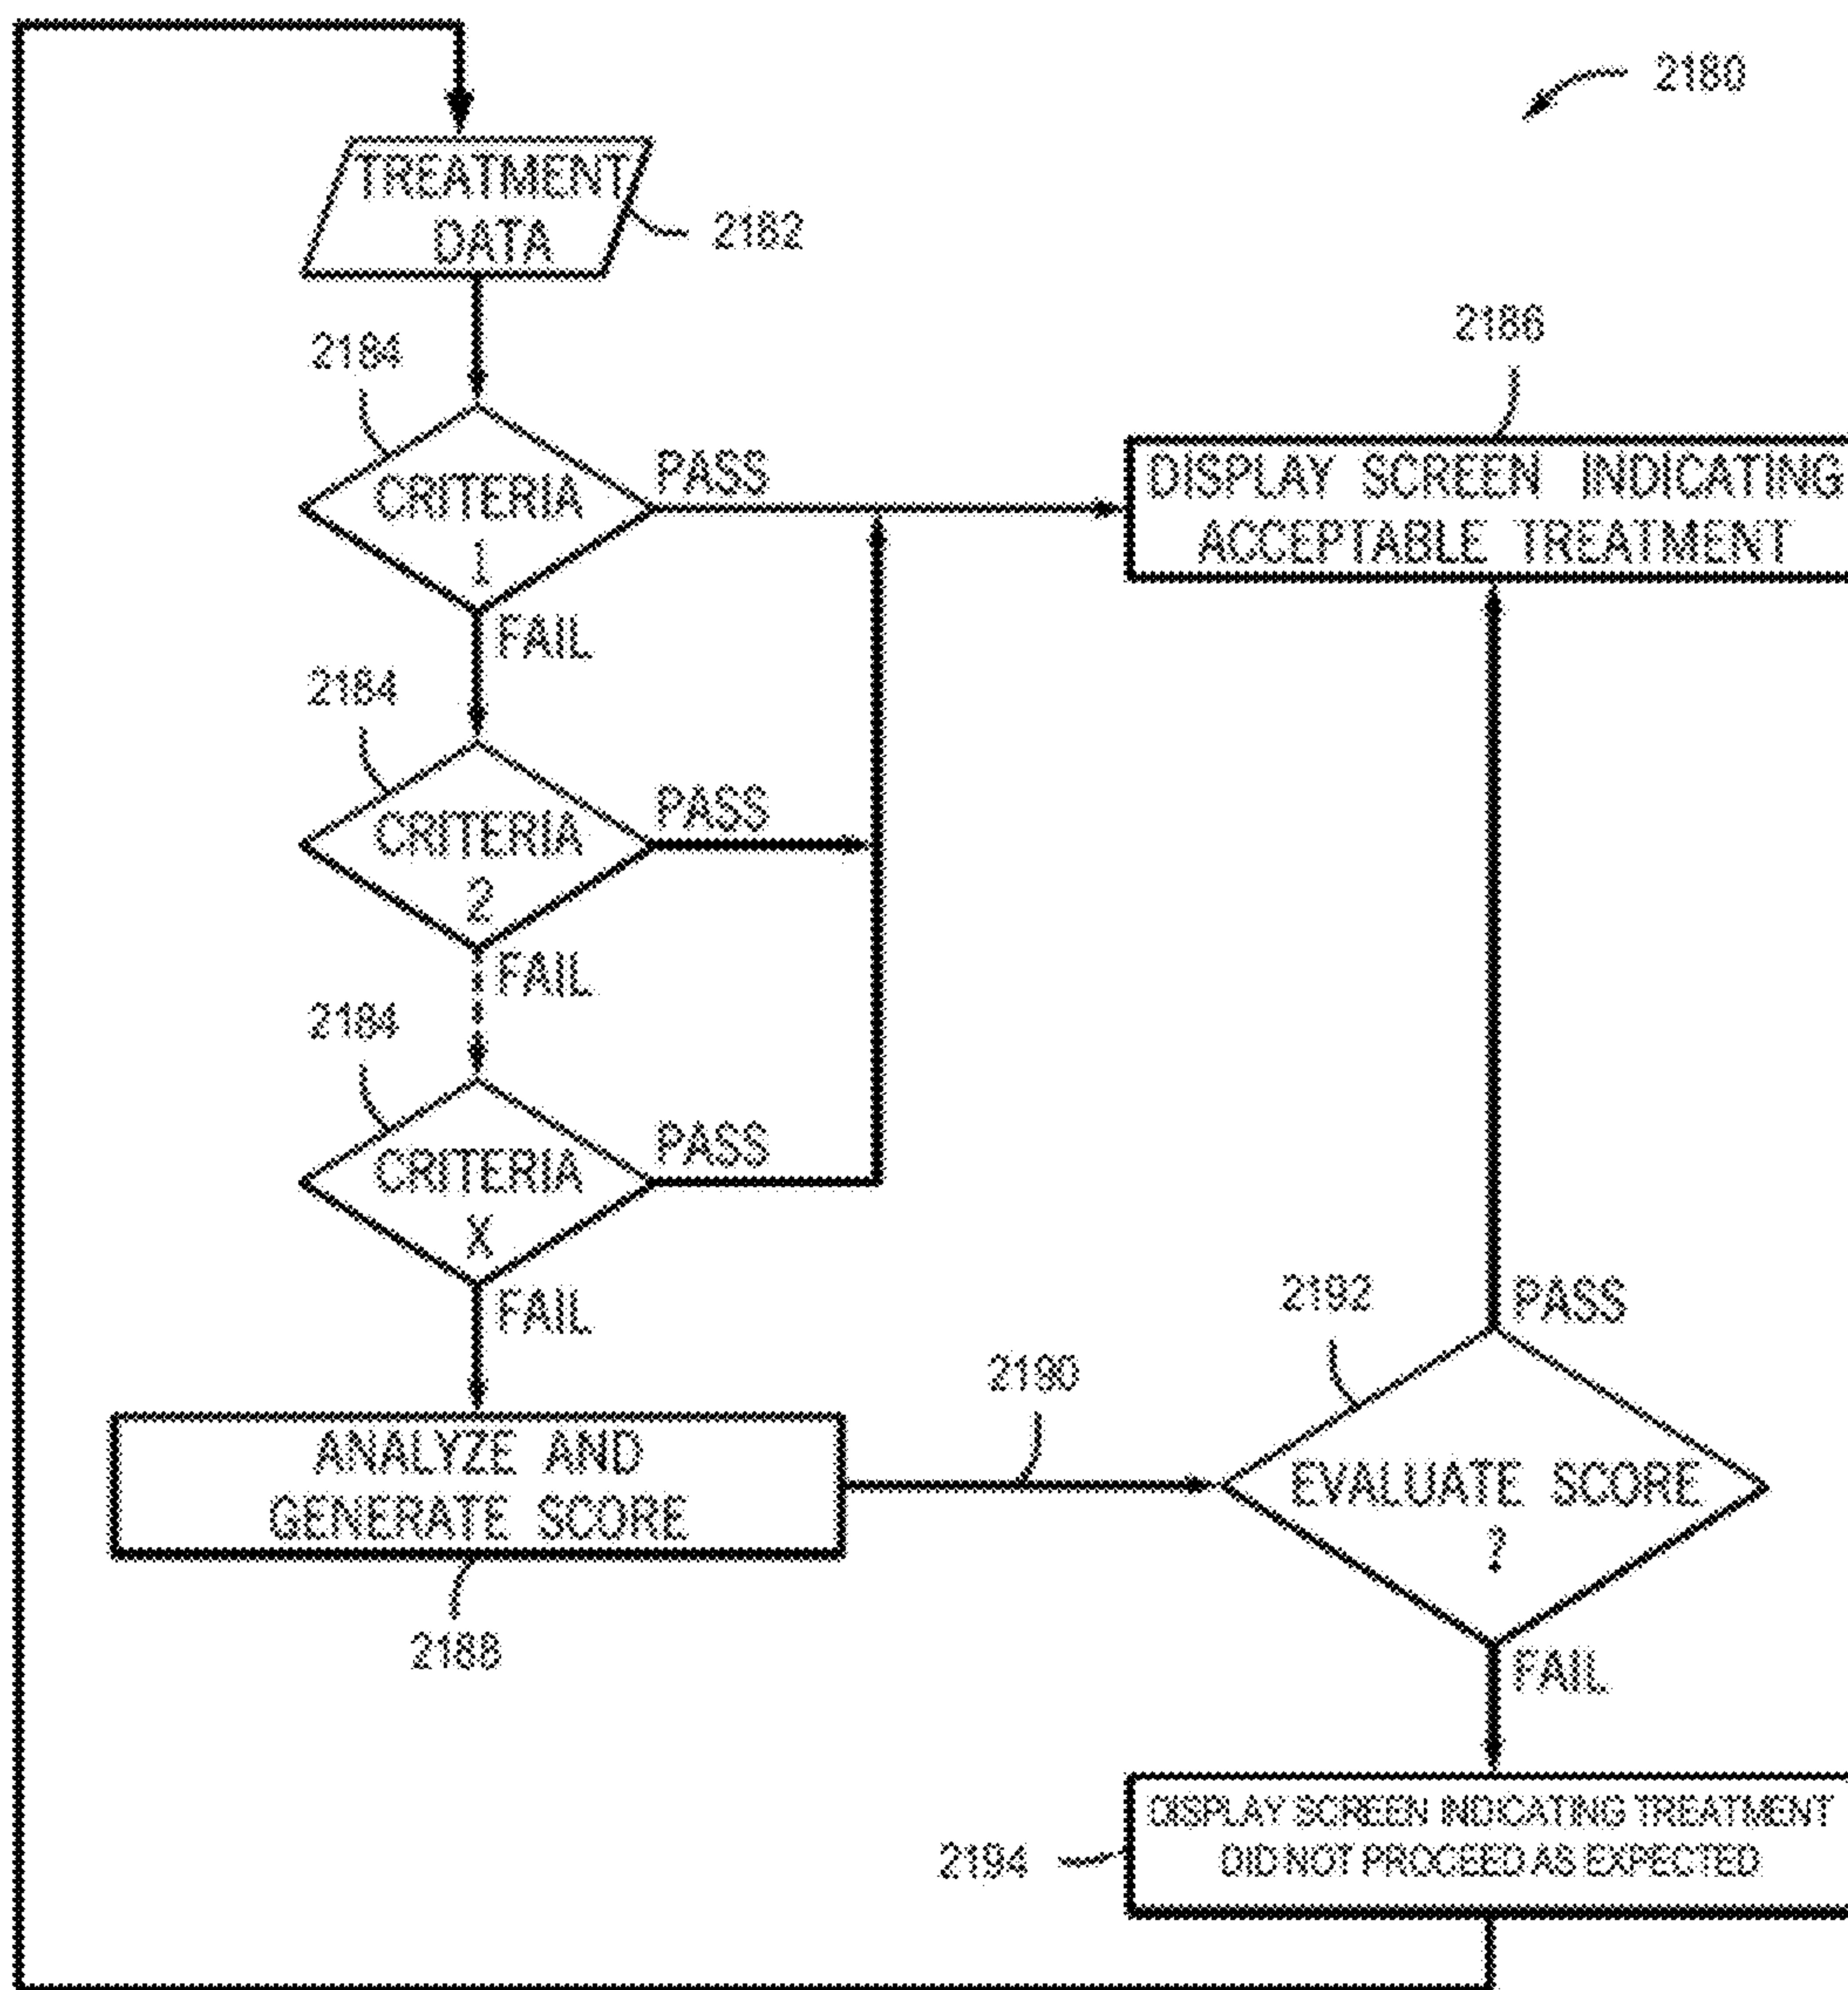 2180
TREATMENT
DATA
2182
2184
2186
CRITERIA
1
PASS
DISPLAY SCREEN INDICATING
ACCEPTABLE TREATMENT
FAIL
2184
CRITERIA
2
PASS
FAIL
2184
CRITERIA
X
PASS
FAIL
2192
PASS
2190
ANALYZE AND
GENERATE SCORE
EVALUATE SCORE
?
2188
FAIL
DISPLAY SCREEN INDICATING TREATMENT
DID NOT PROCEED AS EXPECTED
2194